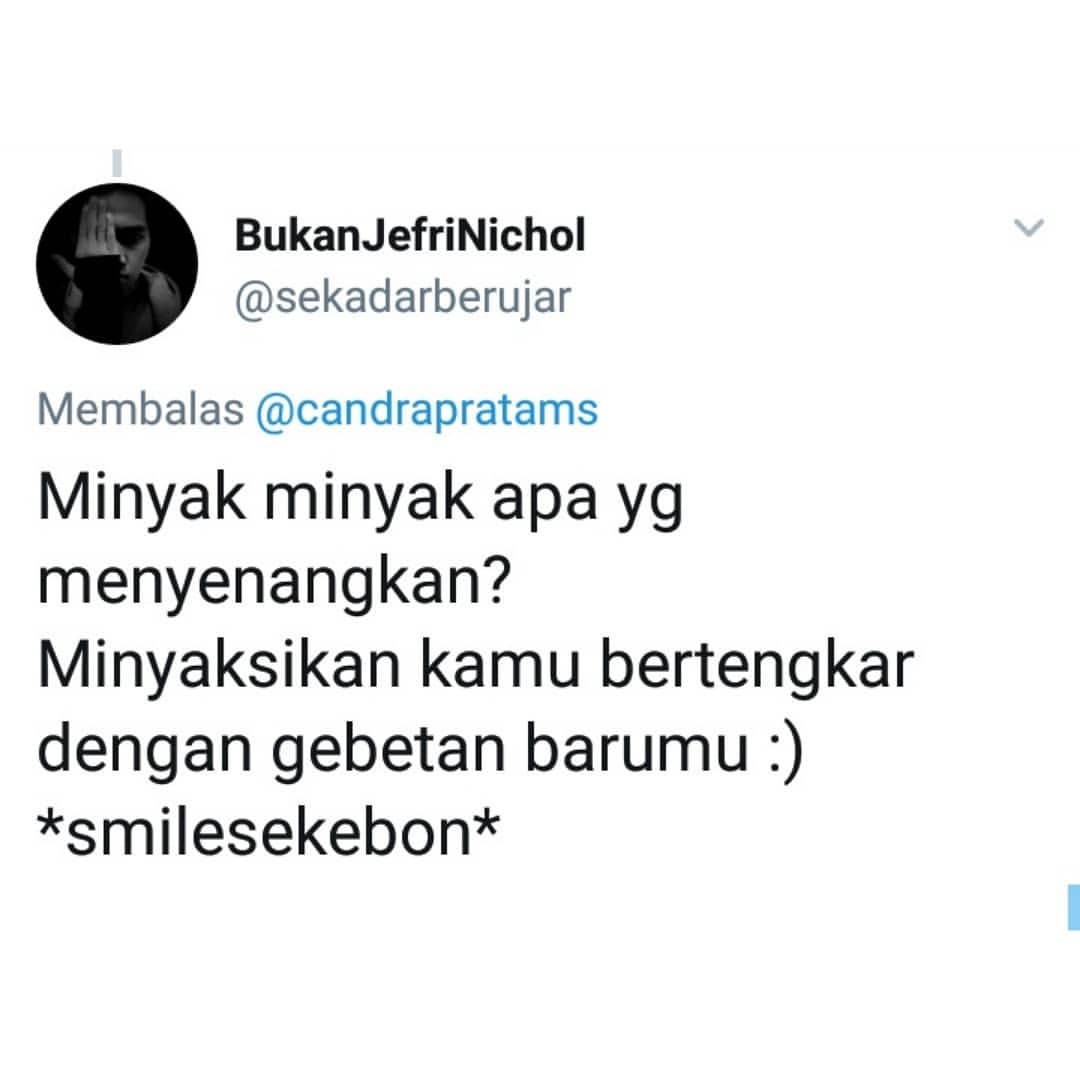 BukanJefriNichol
@sekadarberujar
Membalas @candrapratams
Minyak minyak apa yg
menyenangkan?
Minyaksikan kamu bertengkar
dengan gebetan barumu :)
*smilesekebon*